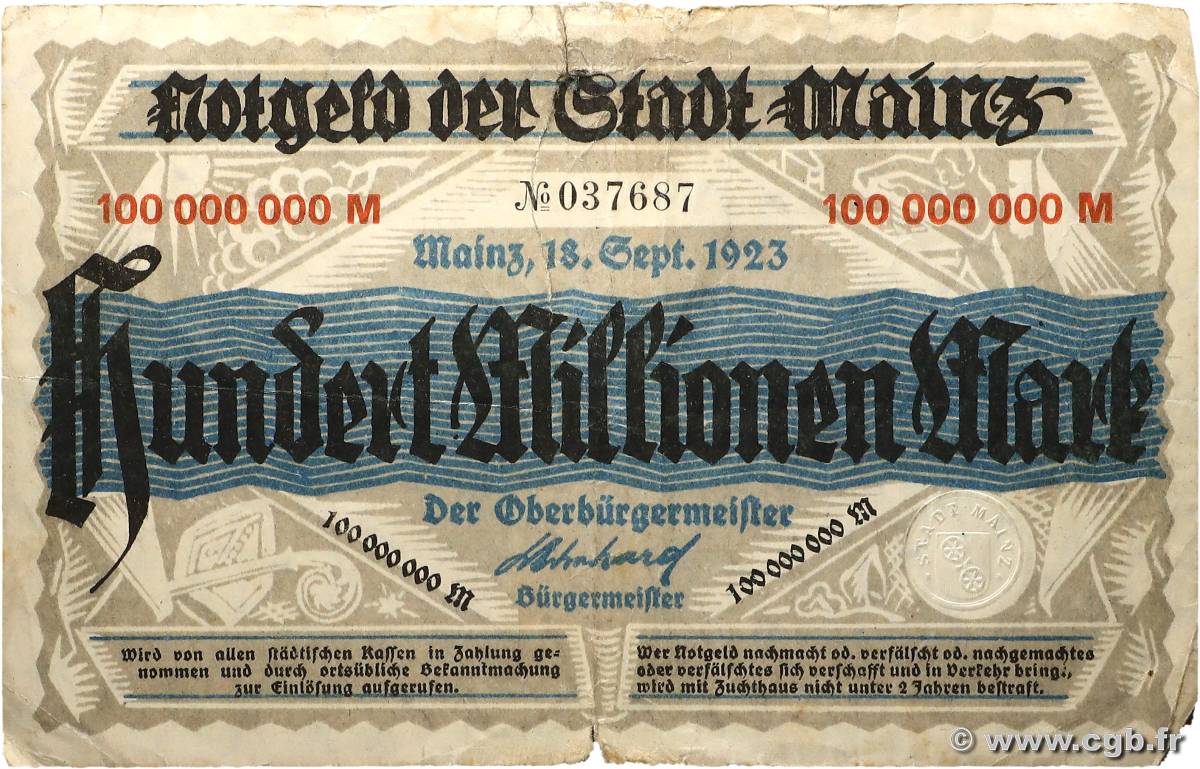 Notgeld der Stadt Mainz
100 000 000 M
№ 037687
100 000 000 M
Mainz, 18. Sept. 1923
Hundert Millionen Mark
Der Oberbürgermeister
Bürgermeister
100 000 000 M
100 000 000 M
STADT MAINZ
Wird von allen städtischen Kassen in Zahlung ge-
nommen und durch ortsübliche Bekanntmachung
zur Einlösung aufgerufen.
Wer Notgeld nachmacht od. verfälscht od. nachgemachtes
oder verfälschtes sich verschafft und in Verkehr bringt,
wird mit Zuchthaus nicht unter 2 Jahren bestraft.
© www.cgb.fr